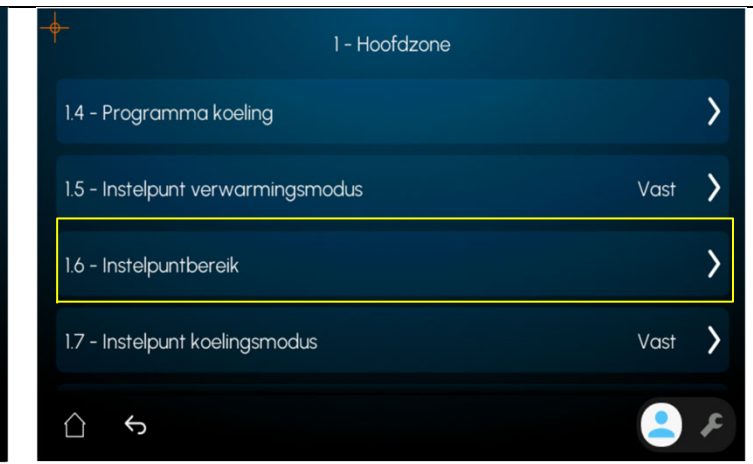 1 - Hoofdzone
1.4 - Programma koeling
1.5 - Instelpunt verwarmingsmodus Vast
1.6 - Instelpuntbereik
1.7 - Instelpunt koelingsmodus Vast